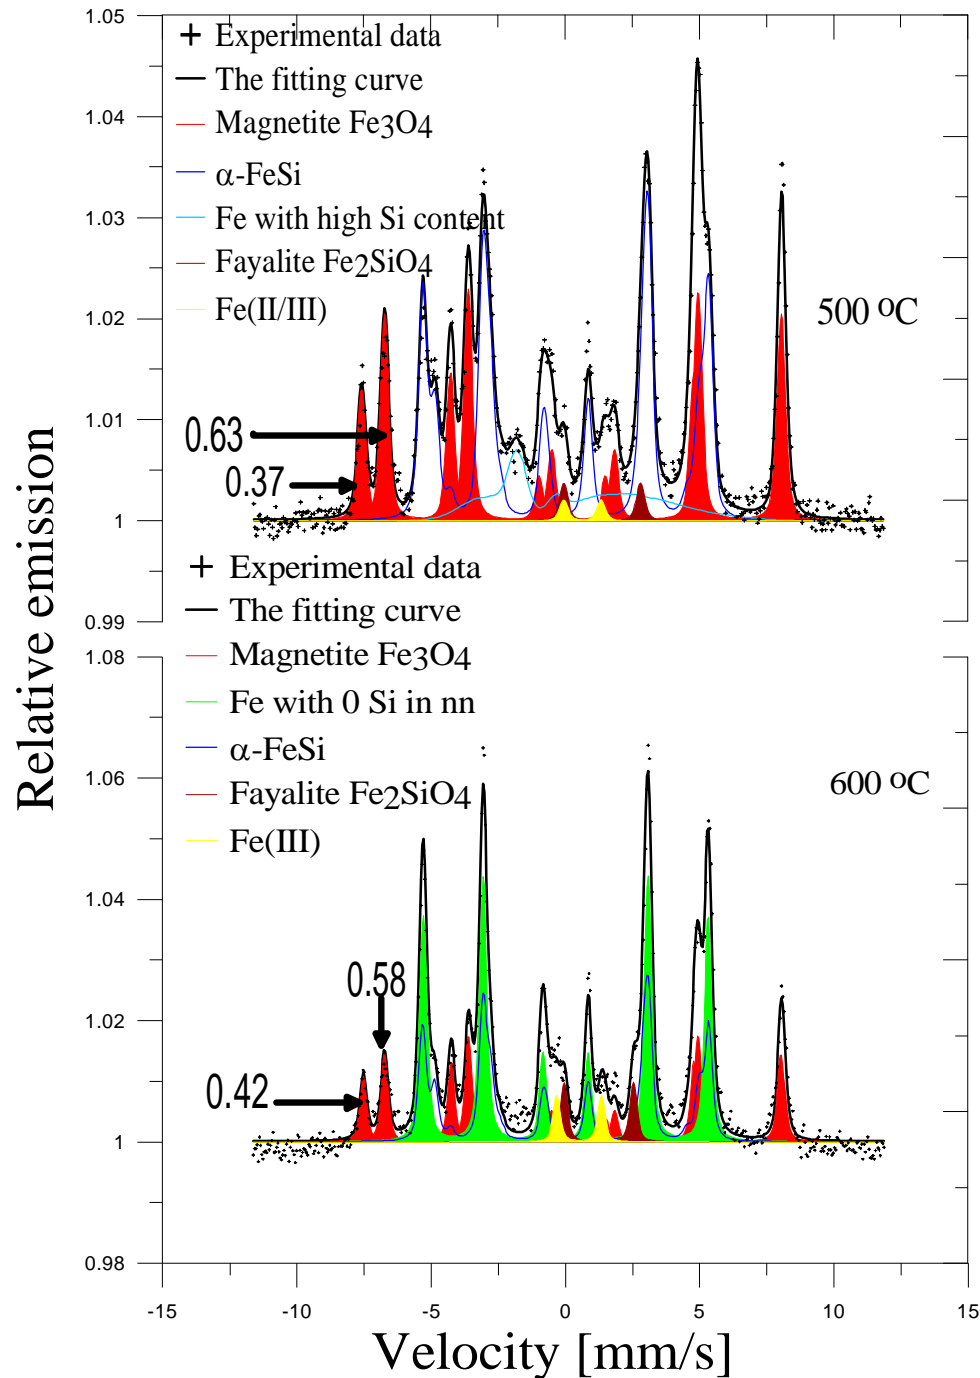 1.05
1.04
1.03
1.02
1.01
1
0.99
+ Experimental data
The fitting curve
Magnetite Fe3O4
α-FeSi
Fe with high Si content
Fayalite Fe2SiO4
Fe(II/III)
500 oC
0.63
0.37
Relative emission
1.08
1.06
1.04
1.02
1
0.98
+ Experimental data
The fitting curve
Magnetite Fe3O4
Fe with 0 Si in nn
α-FeSi
Fayalite Fe2SiO4
Fe(III)
600 oC
0.58
0.42
-15 -10 -5 0 5 10 15
Velocity [mm/s]